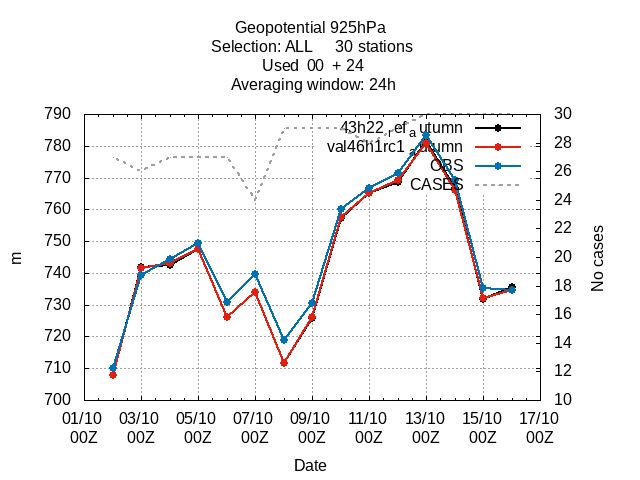 Geopotential 925hPa
Selection: ALL 30 stations
Used 00 + 24
Averaging window: 24h
790
780
770
760
750
740
730
720
710
700
m
30
28
26
24
22
20
18
16
14
12
10
No cases
43h22_ref_autumn
val46h1rc1_autumn
OBS
CASES
01/10 03/10 05/10 07/10 09/10 11/10 13/10 15/10 17/10
00Z 00Z 00Z 00Z 00Z 00Z 00Z 00Z 00Z
Date